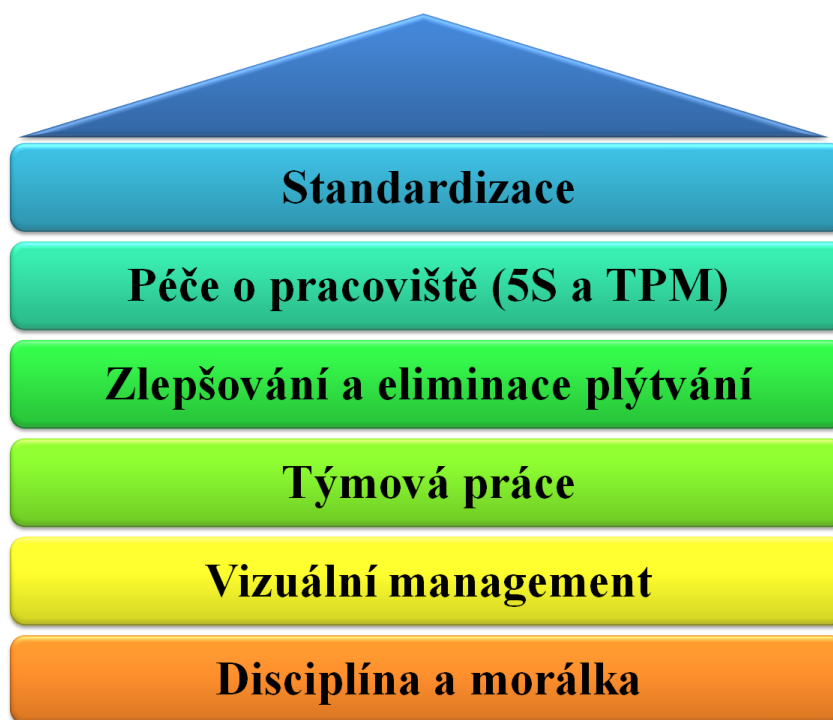 Standardizace
Péče o pracoviště (5S a TPM)
Zlepšování a eliminace plýtvání
Týmová práce
Vizuální management
Disciplína a morálka